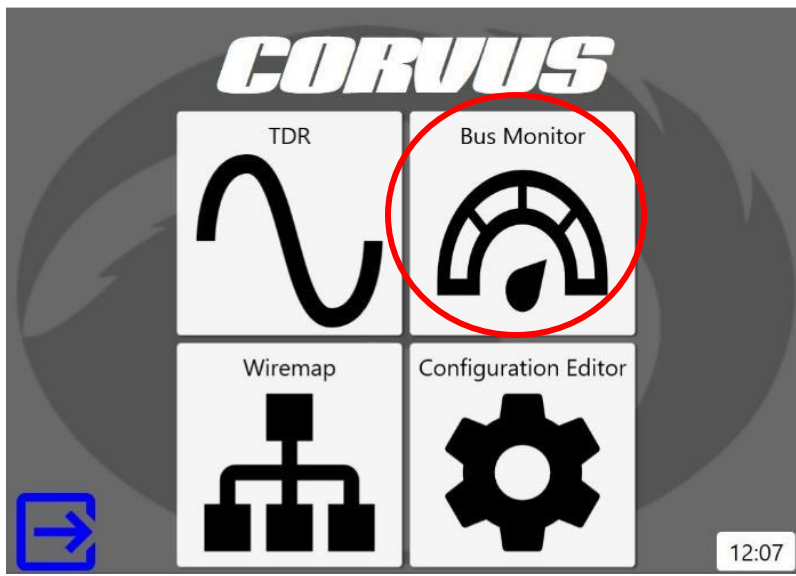 CORVUS
TDR
Bus Monitor
Wiremap
Configuration Editor
12:07